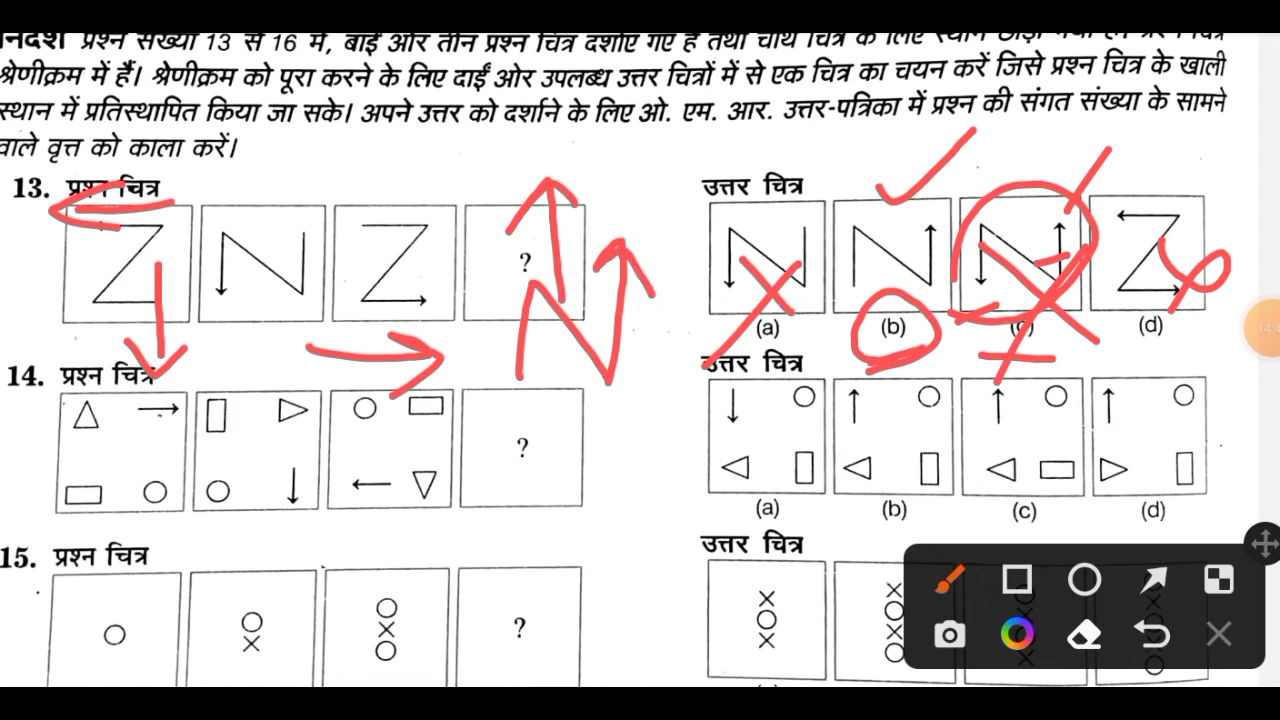 निर्देश प्रश्न संख्या 13 से 16 में, बाईं ओर तीन प्रश्न चित्र दर्शाए गए हैं तथा चौथे चित्र के लिए स्थान
श्रेणीक्रम में हैं। श्रेणीक्रम को पूरा करने के लिए दाईं ओर उपलब्ध उत्तर चित्रों में से एक चित्र का चयन करें जिसे प्रश्न चित्र के खाली
स्थान में प्रतिस्थापित किया जा सके। अपने उत्तर को दर्शाने के लिए ओ. एम. आर. उत्तर-पत्रिका में प्रश्न की संगत संख्या के सामने
वाले वृत्त को काला करें।
13. प्रश्न चित्र उत्तर चित्र
?
(a) (b) (c) (d)
14. प्रश्न चित्र उत्तर चित्र
?
(a) (b) (c) (d)
15. प्रश्न चित्र उत्तर चित्र
?